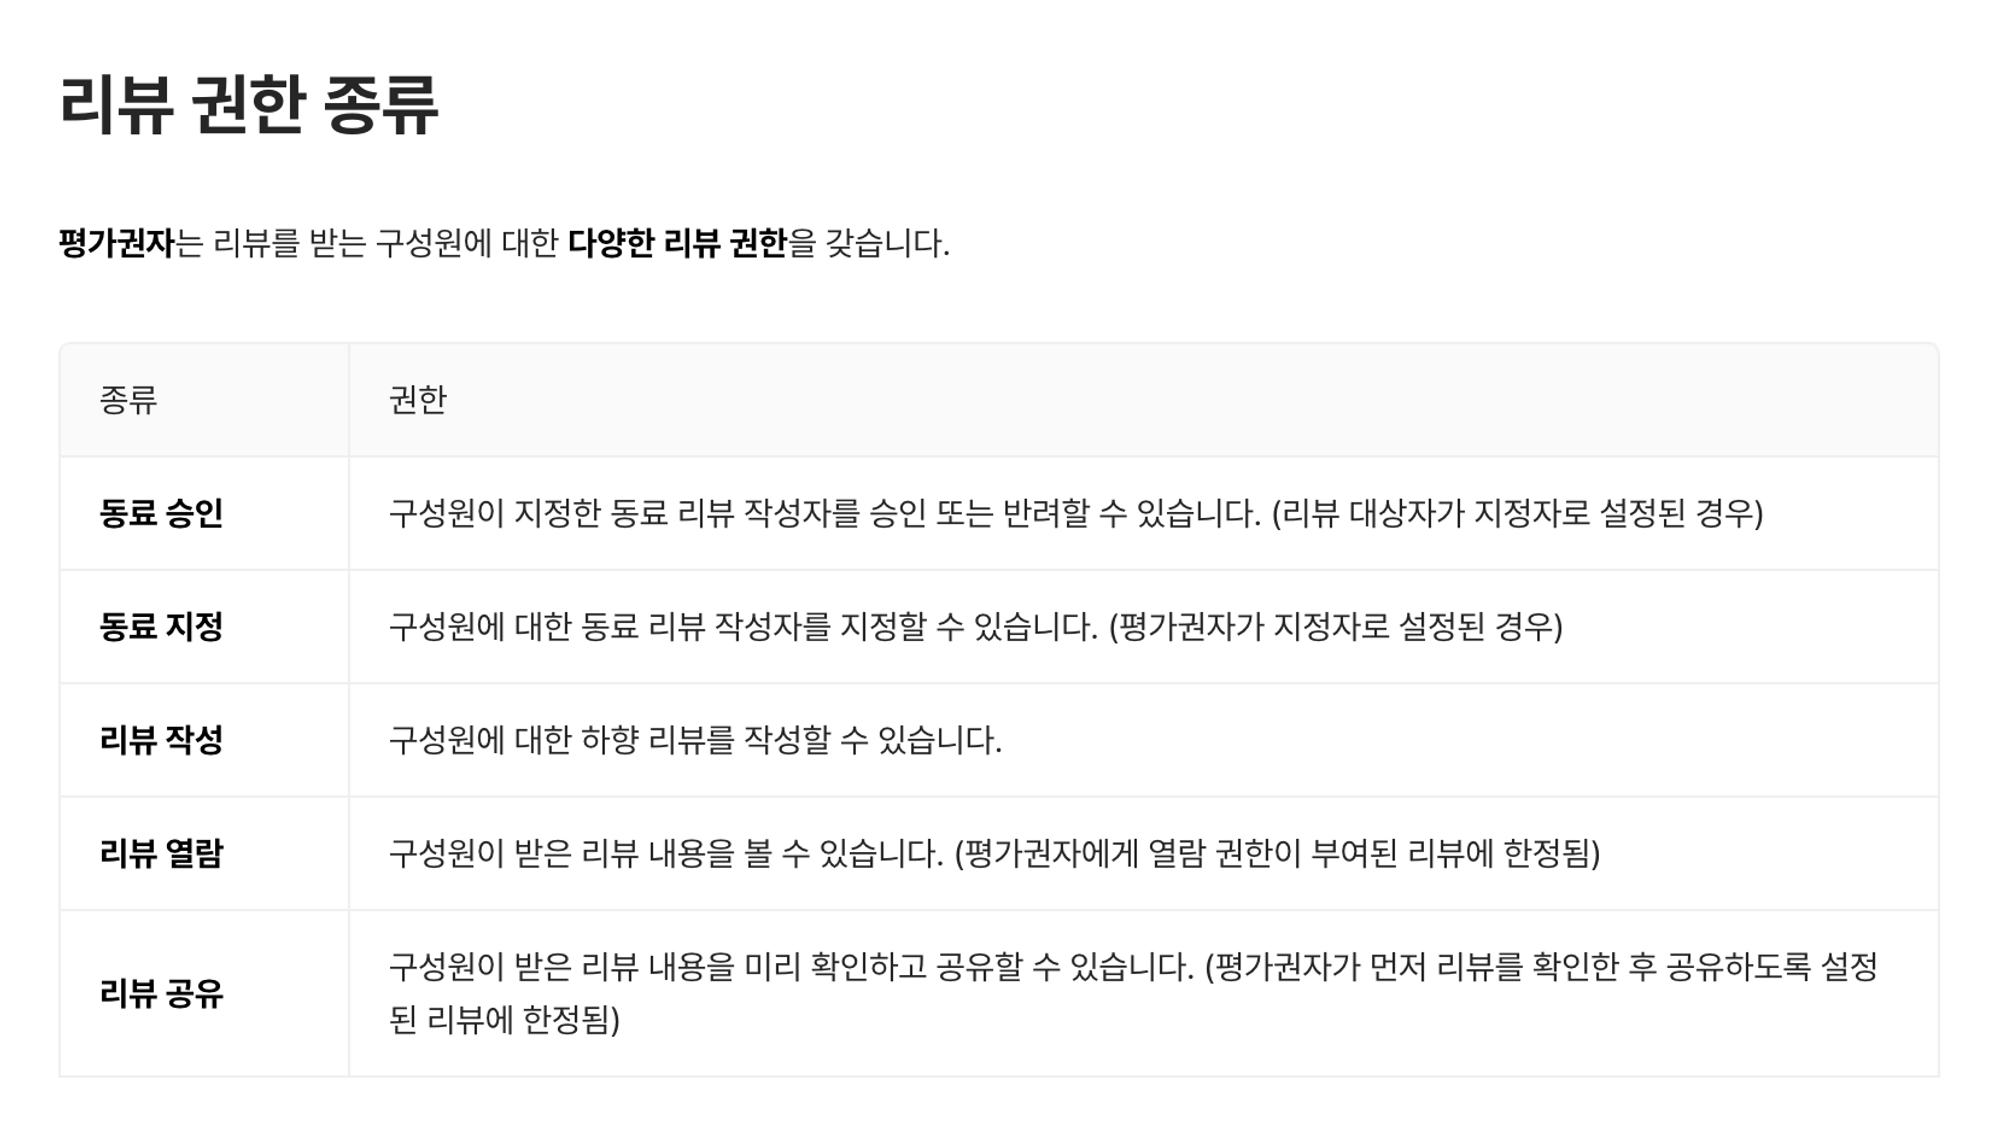 리뷰 권한 종류
평가권자는 리뷰를 받는 구성원에 대한 다양한 리뷰 권한을 갖습니다.
종류 권한
동료 승인 구성원이 지정한 동료 리뷰 작성자를 승인 또는 반려할 수 있습니다. (리뷰 대상자가 지정자로 설정된 경우)
동료 지정 구성원에 대한 동료 리뷰 작성자를 지정할 수 있습니다. (평가권자가 지정자로 설정된 경우)
리뷰 작성 구성원에 대한 하향 리뷰를 작성할 수 있습니다.
리뷰 열람 구성원이 받은 리뷰 내용을 볼 수 있습니다. (평가권자에게 열람 권한이 부여된 리뷰에 한정됨)
리뷰 공유 구성원이 받은 리뷰 내용을 미리 확인하고 공유할 수 있습니다. (평가권자가 먼저 리뷰를 확인한 후 공유하도록 설정
된 리뷰에 한정됨)